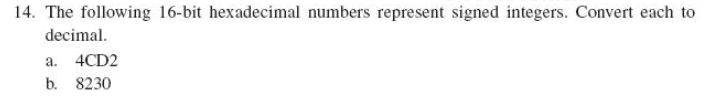 14. The following 16-bit hexadecimal numbers represent signed integers. Convert each to
decimal.
a. 4CD2
b. 8230